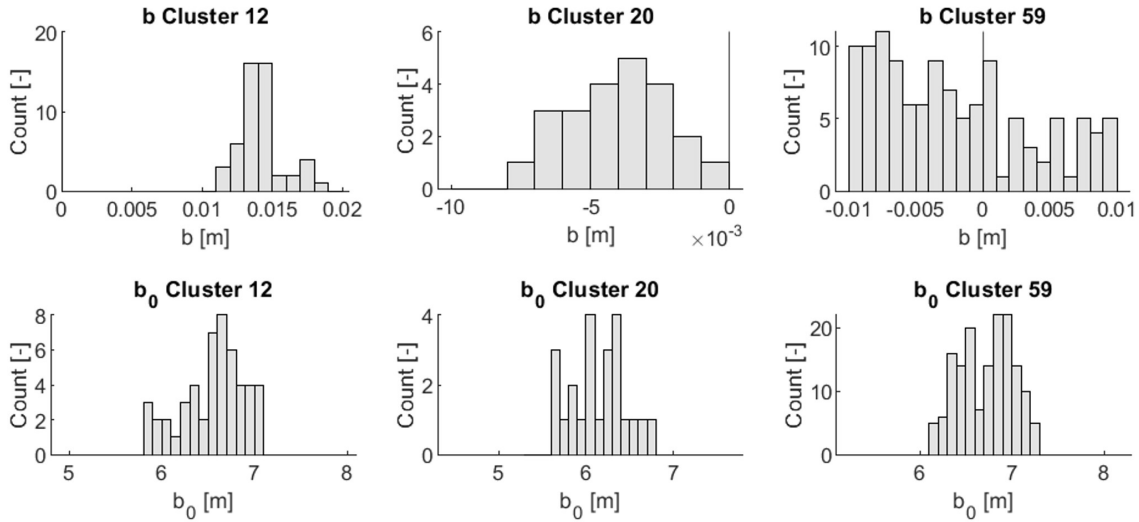 b Cluster 12
20
10
0
Count [-]
0 0.005 0.01 0.015 0.02
b [m]
b Cluster 20
6
4
2
0
Count [-]
-10 -5 0
×10⁻³
b [m]
b Cluster 59
10
5
0
Count [-]
-0.01 -0.005 0 0.005 0.01
b [m]
b₀ Cluster 12
8
6
4
2
0
Count [-]
5 6 7 8
b₀ [m]
b₀ Cluster 20
4
2
0
Count [-]
5 6 7
b₀ [m]
b₀ Cluster 59
20
10
0
Count [-]
6 7 8
b₀ [m]